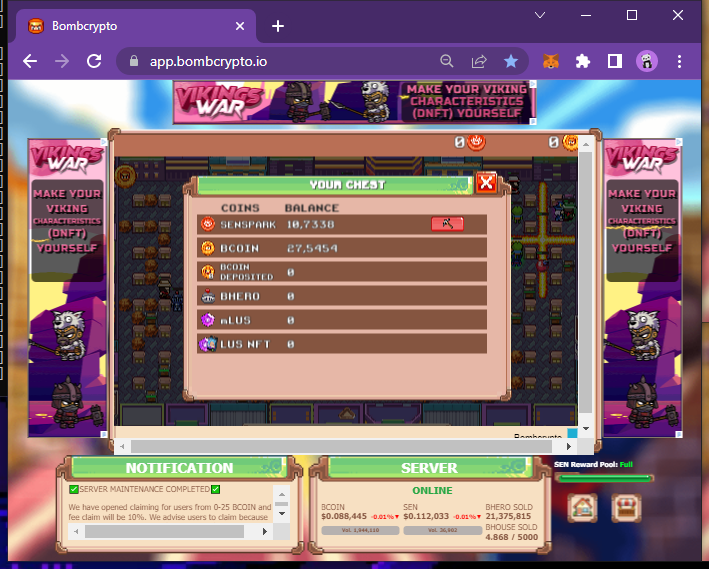 Bombcrypto
app.bombcrypto.io
VIKINGS WAR
MAKE YOUR VIKING
CHARACTERISTICS
(DNFT) YOURSELF
0
0
VIKINGS WAR
MAKE YOUR
VIKING
CHARACTERISTICS
(DNFT)
YOURSELF
YOUR CHEST
COINS BALANCE
SENSPARK 10,7338
BCOIN 27,5454
BCOIN DEPOSITED 0
BHERO 0
mLUS 0
LUS NFT 0
VIKINGS WAR
MAKE YOUR
VIKING
CHARACTERISTICS
(DNFT)
YOURSELF
Bombcrypto
NOTIFICATION
✅SERVER MAINTENANCE COMPLETED✅
We have opened claiming for users from 0-25 BCOIN and
fee claim will be 10%. We advise users to claim because
SERVER
ONLINE
BCOIN
$0.088,445 -0.01%▼
SEN
$0.112,033 -0.01%▼
BHERO SOLD
21,375,815
BHOUSE SOLD
4.868 / 5000
SEN Reward Pool: Full